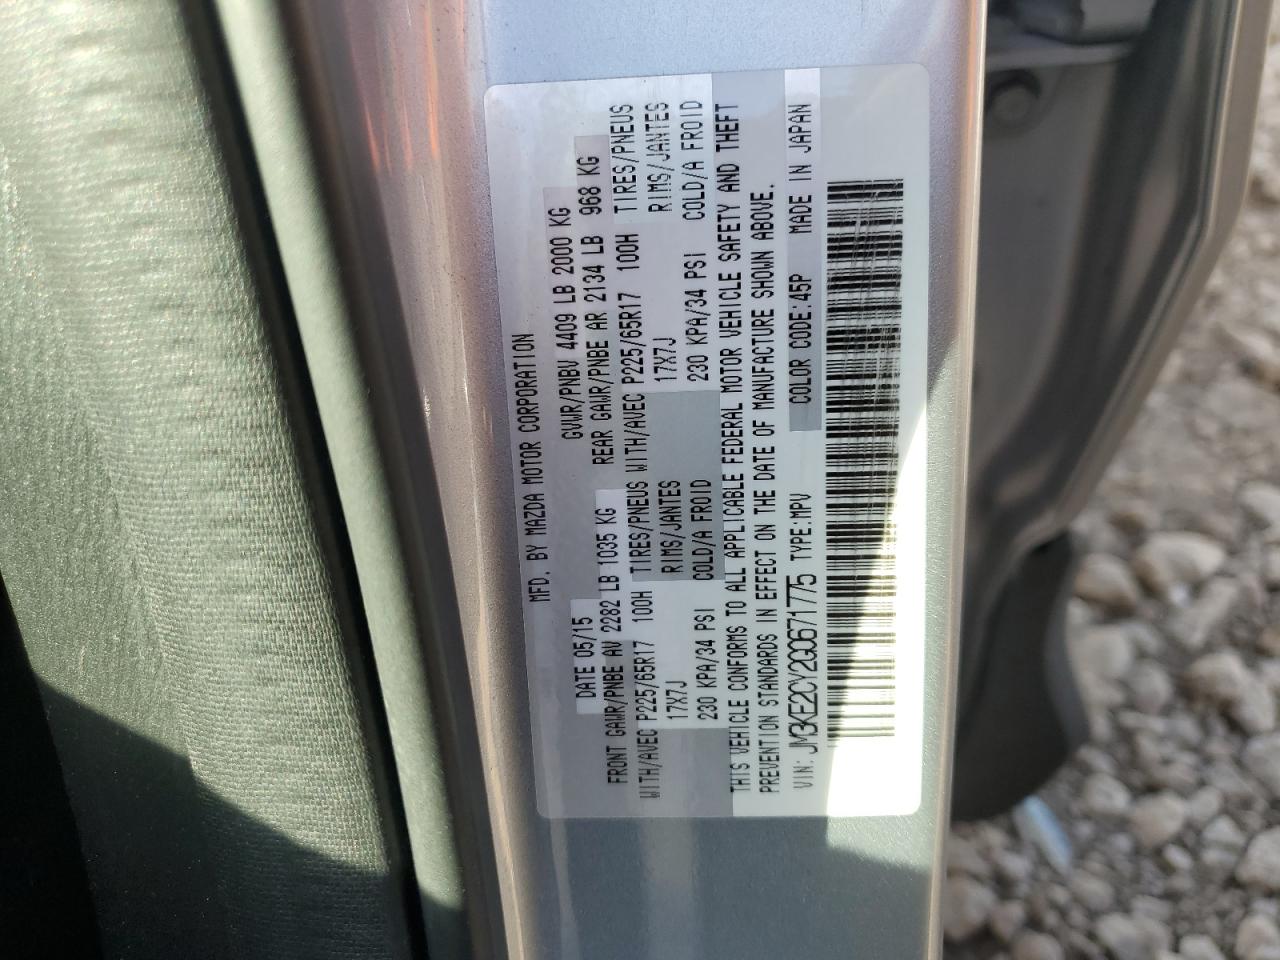 MFD. BY MAZDA MOTOR CORPORATION
DATE 05/15 GVWR/PNBV 4409 LB 2000 KG
FRONT GAWR/PNBE AV 2282 LB 1035 KG REAR GAWR/PNBE AR 2134 LB 968 KG
WITH/AVEC P225/65R17 100H TIRES/PNEUS WITH/AVEC P225/65R17 100H TIRES/PNEUS
17X7J RIMS/JANTES 17X7J RIMS/JANTES
230 KPA/34 PSI COLD/A FROID 230 KPA/34 PSI COLD/A FROID
THIS VEHICLE CONFORMS TO ALL APPLICABLE FEDERAL MOTOR VEHICLE SAFETY AND THEFT
PREVENTION STANDARDS IN EFFECT ON THE DATE OF MANUFACTURE SHOWN ABOVE.
VIN: JM3KE2CY2G0671775 TYPE:MPV COLOR CODE:45P MADE IN JAPAN